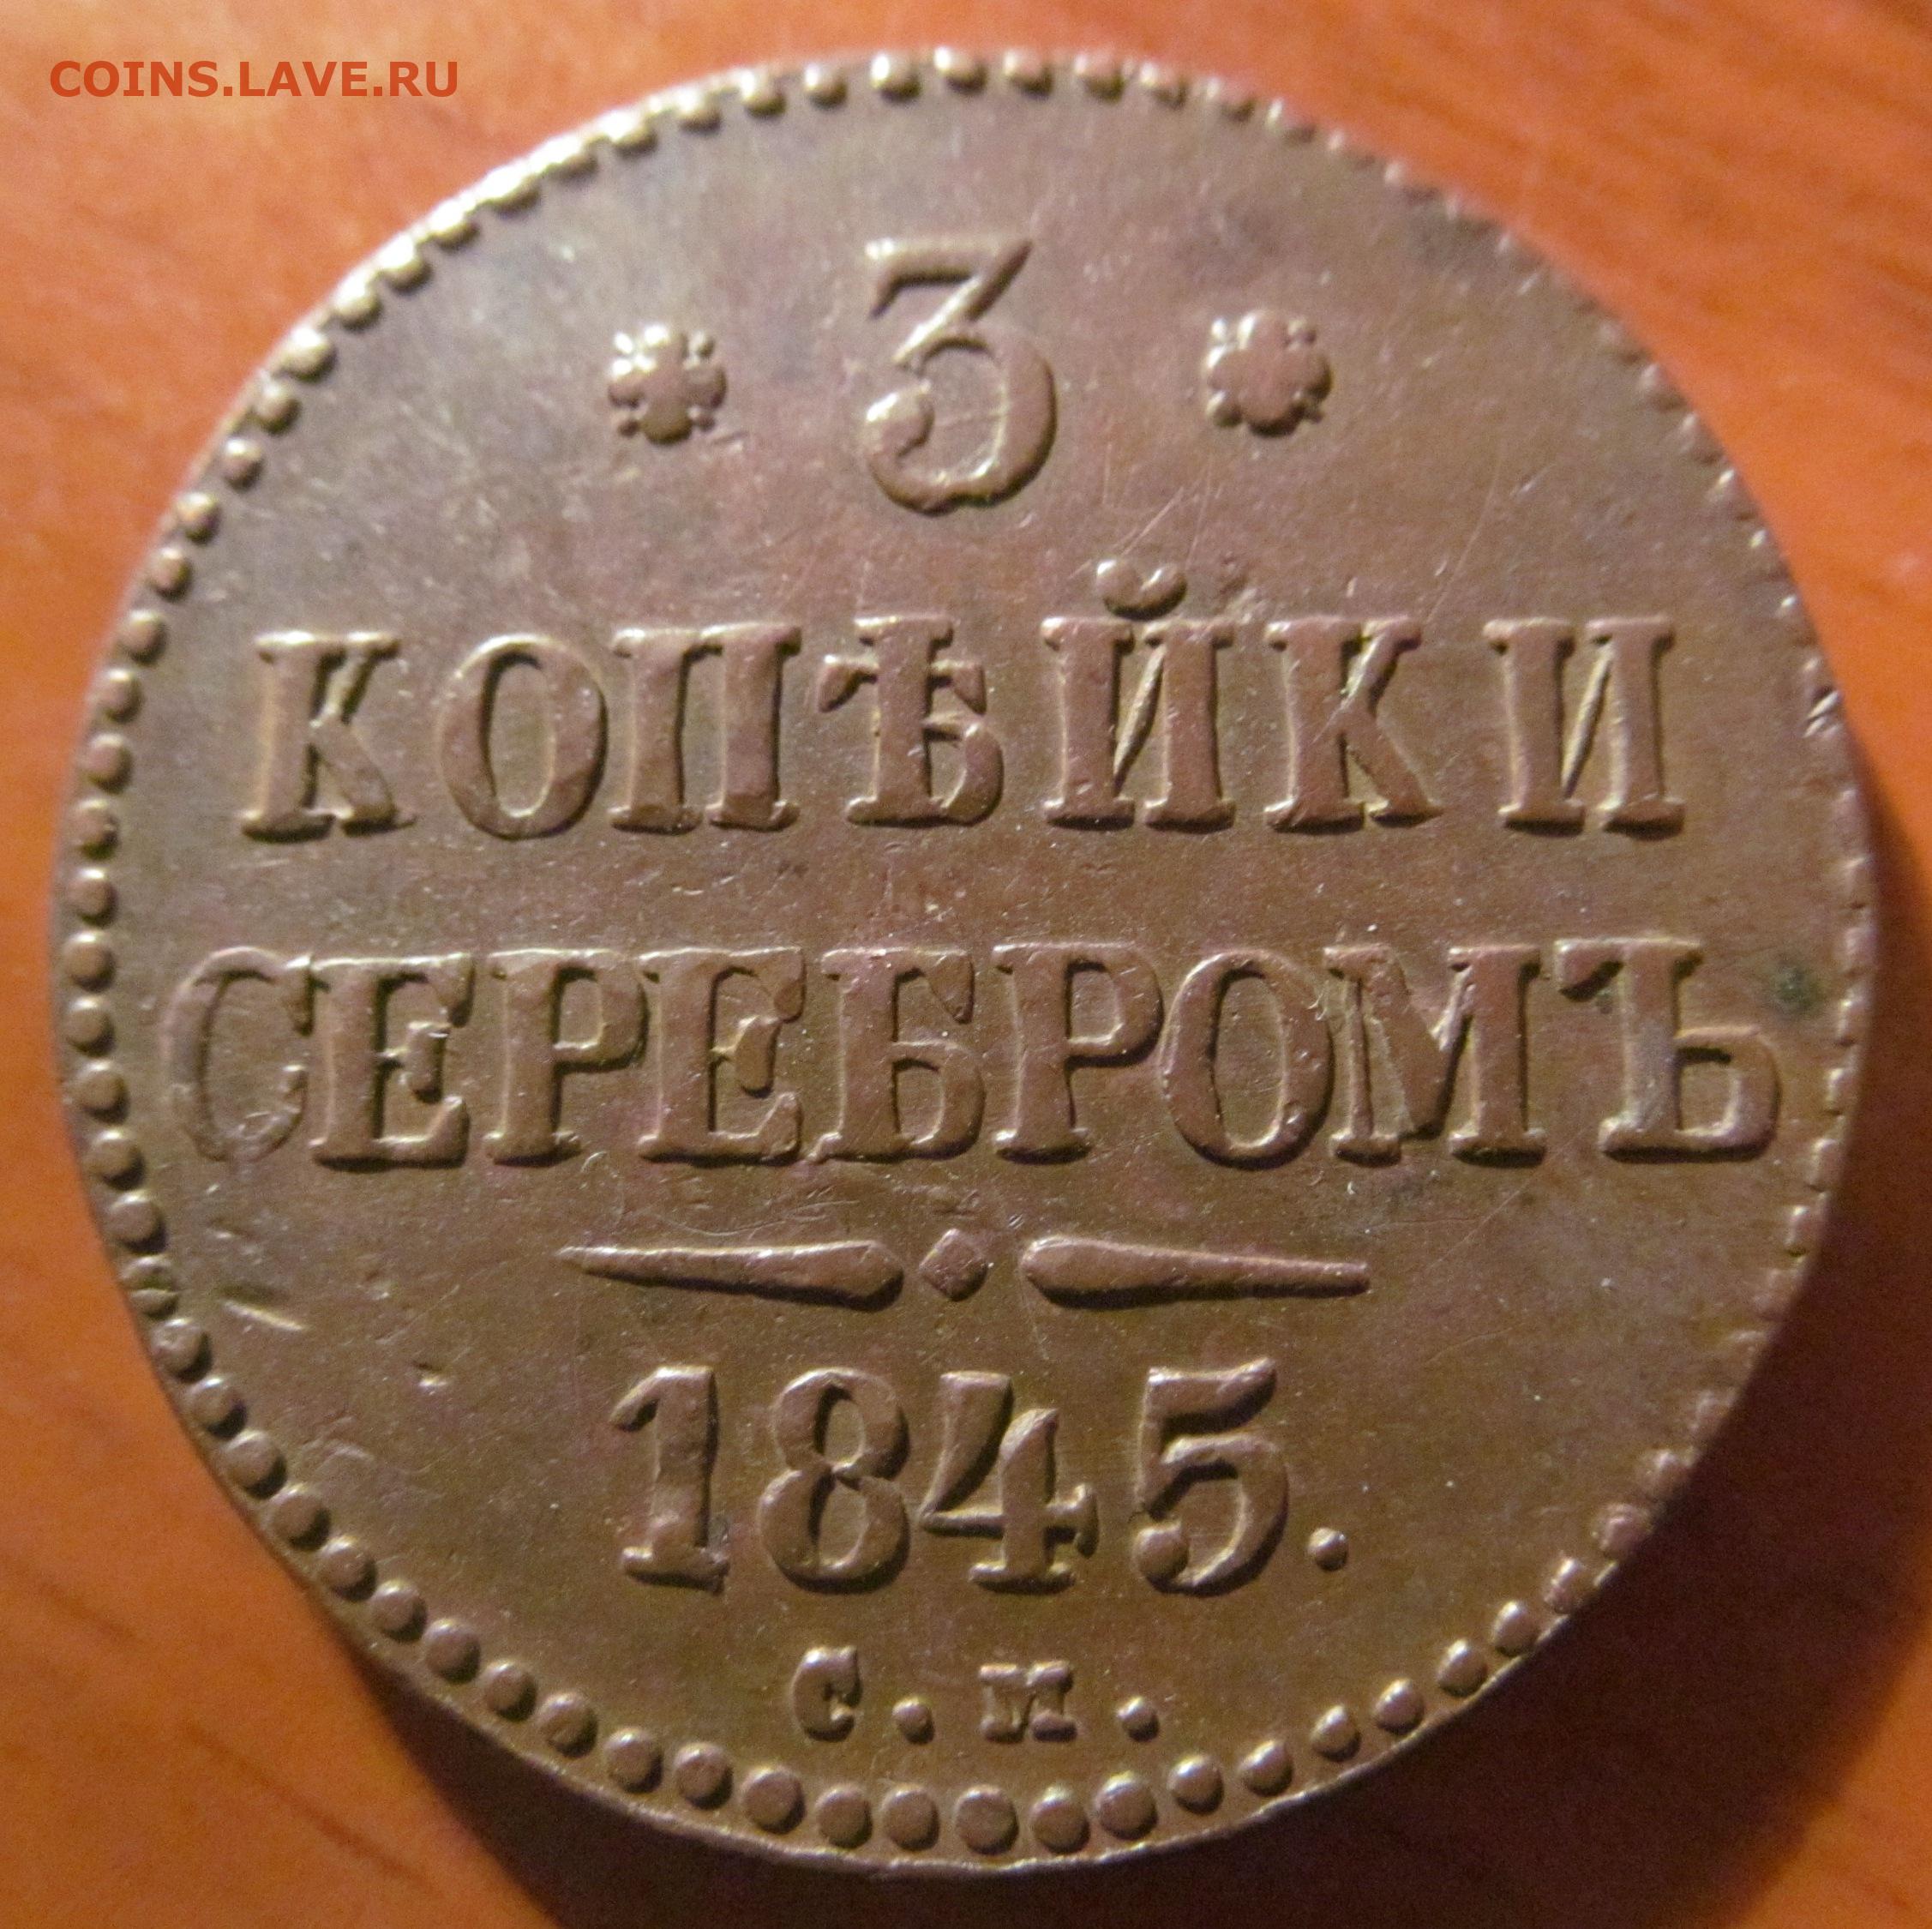 COINS.LAVE.RU
3
КОПѢЙКИ
СЕРЕБРОМЪ
1845.
С. М.